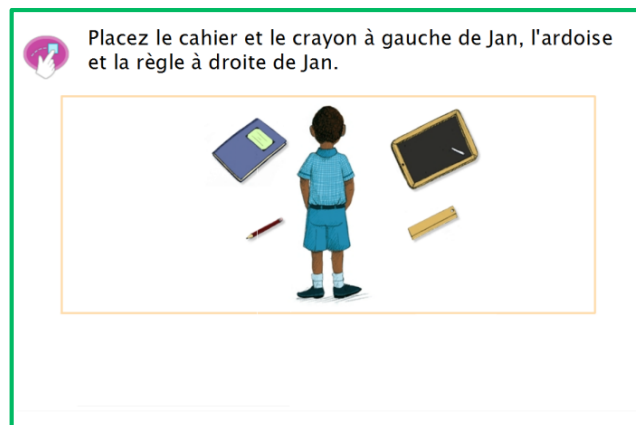 Placez le cahier et le crayon à gauche de Jan, l'ardoise
et la règle à droite de Jan.